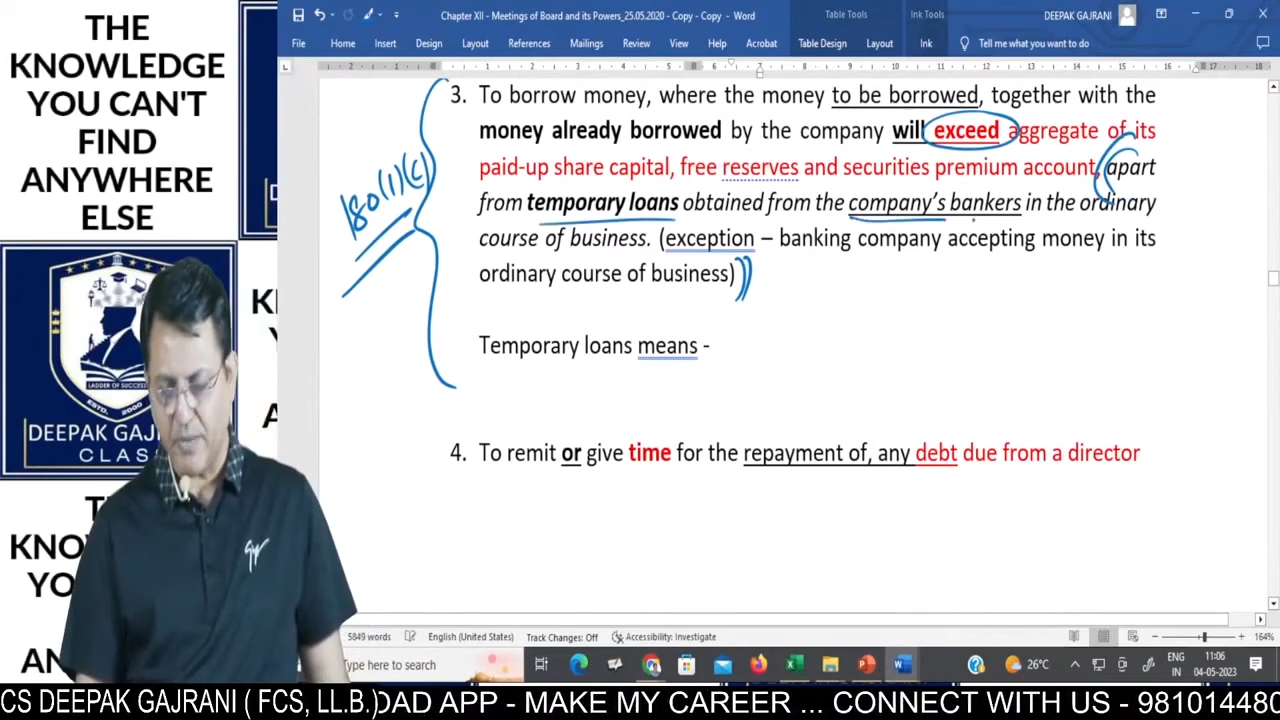 THE
KNOWLEDGE
YOU CAN'T
FIND
ANYWHERE
ELSE
LADDER OF SUCCESS
ESTD. 2000
DEEPAK GAJR
CLAS
Chapter XII - Meetings of Board and its Powers_25.05.2020 - Copy - Copy - Word
Table Tools
Ink Tools
DEEPAK GAJRANI
File Home Insert Design Layout References Mailings Review View Help Acrobat Table Design Layout Ink Tell me what you want to do
3. To borrow money, where the money to be borrowed, together with the
money already borrowed by the company will exceed aggregate of its
paid-up share capital, free reserves and securities premium account, apart
from temporary loans obtained from the company's bankers in the ordinary
course of business. (exception – banking company accepting money in its
ordinary course of business)
180(1)(c)
Temporary loans means -
4. To remit or give time for the repayment of, any debt due from a director
5849 words English (United States) Track Changes: Off Accessibility: Investigate 164%
Type here to search
26°C
ENG
IN
11:06
04-05-2023
CS DEEPAK GAJRANI ( FCS, LL.B.) OAD APP - MAKE MY CAREER ... CONNECT WITH US - 981014480